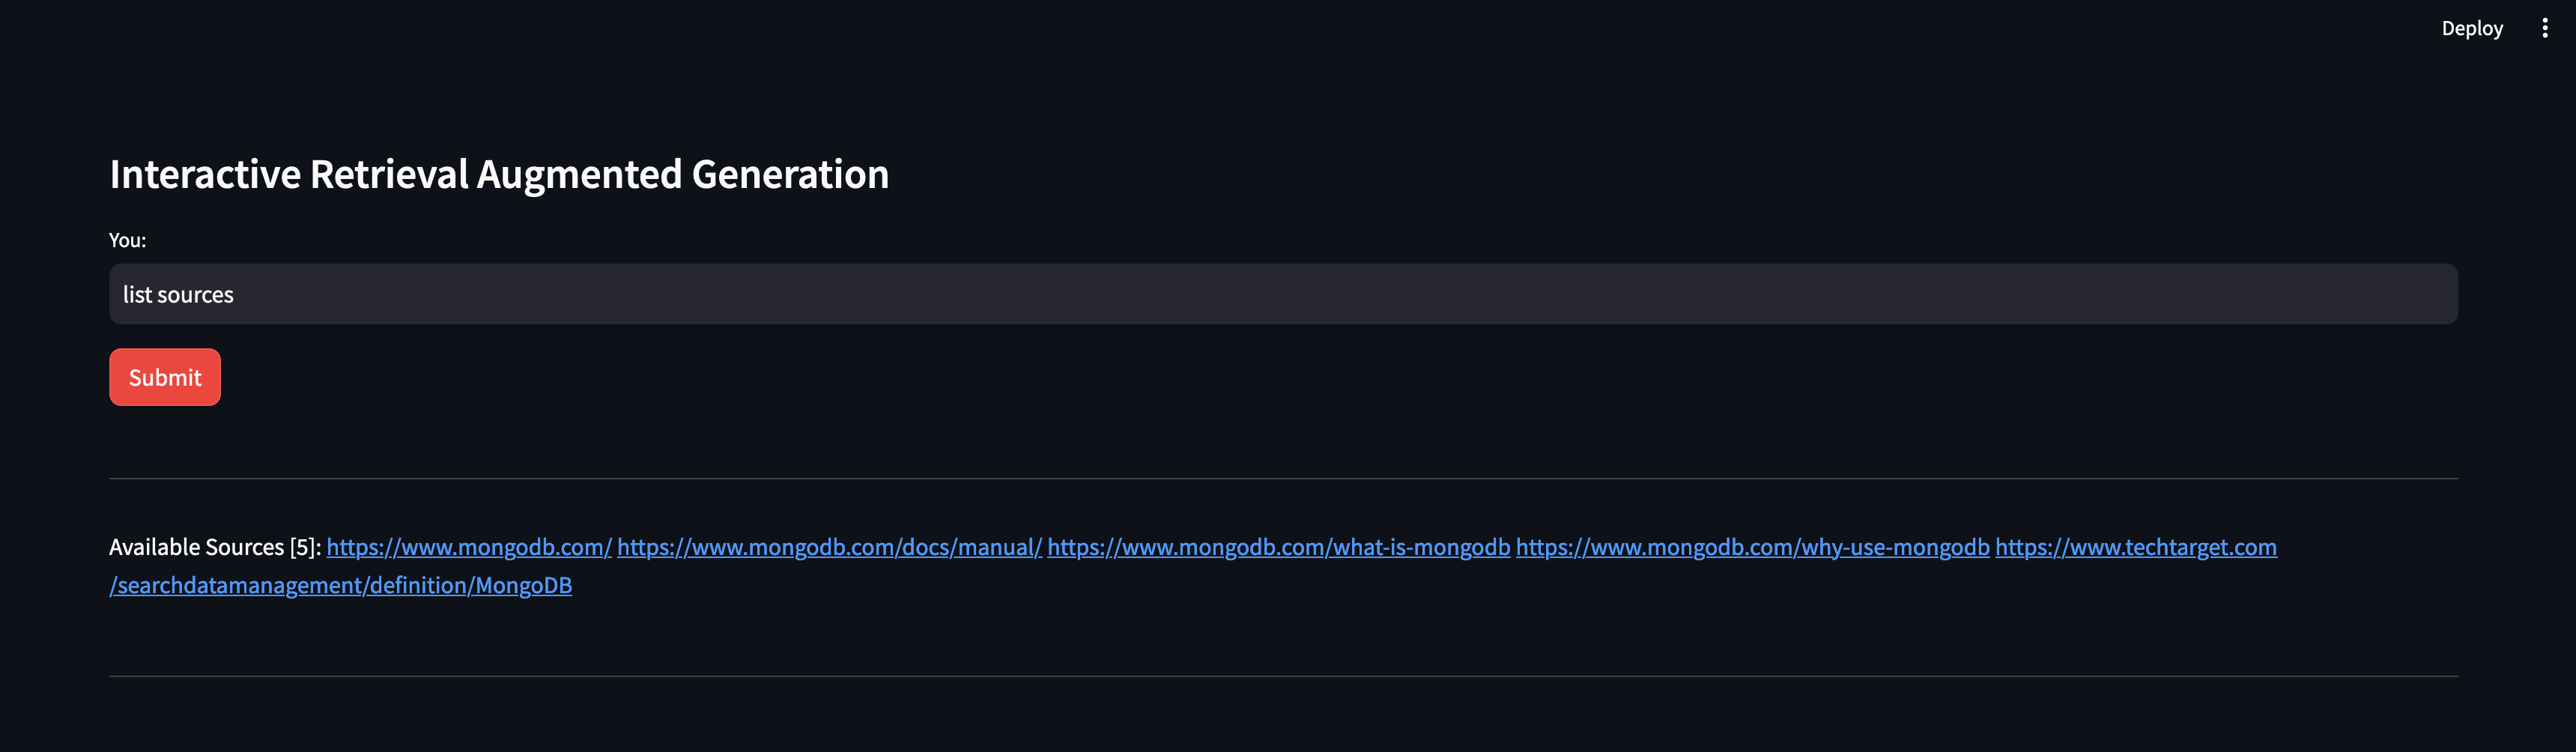 Deploy
Interactive Retrieval Augmented Generation
You:
list sources
Submit
Available Sources [5]: https://www.mongodb.com/ https://www.mongodb.com/docs/manual/ https://www.mongodb.com/what-is-mongodb https://www.mongodb.com/why-use-mongodb https://www.techtarget.com
/searchdatamanagement/definition/MongoDB